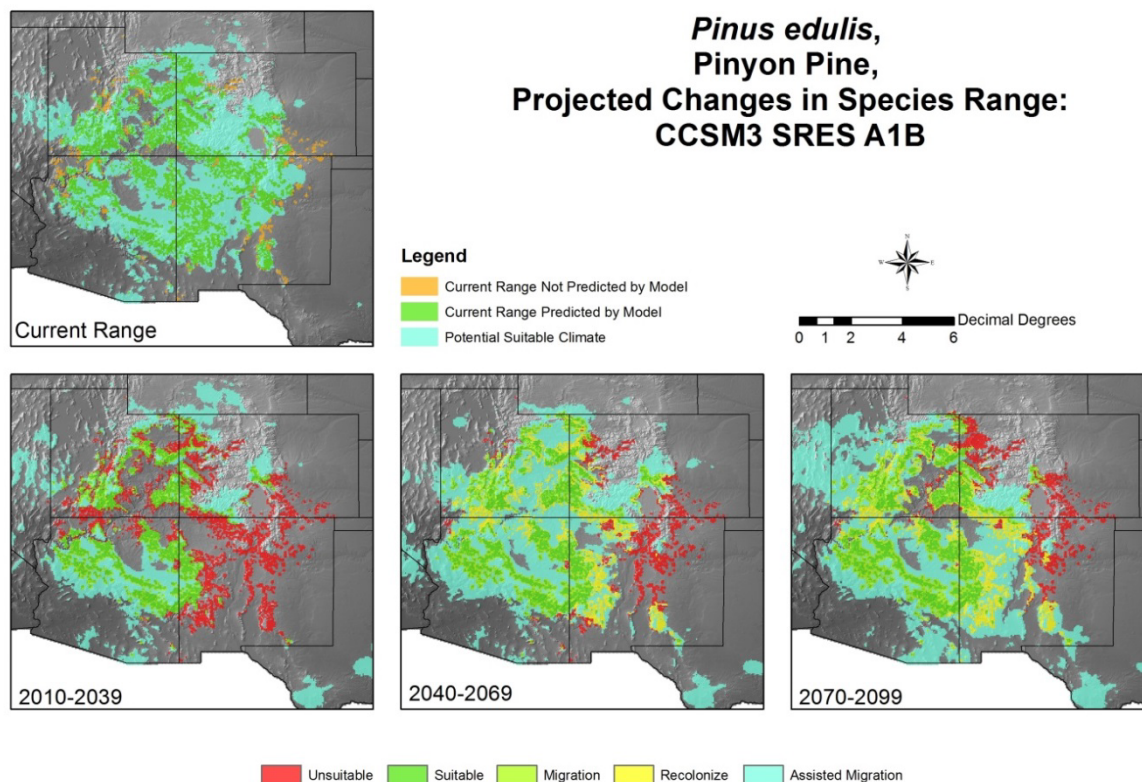 Pinus edulis,
Pinyon Pine,
Projected Changes in Species Range:
CCSM3 SRES A1B
Legend
Current Range Not Predicted by Model
Current Range Predicted by Model
Potential Suitable Climate
N
W E
S
Decimal Degrees
0 1 2 4 6
Current Range
2010-2039
2040-2069
2070-2099
Unsuitable Suitable Migration Recolonize Assisted Migration